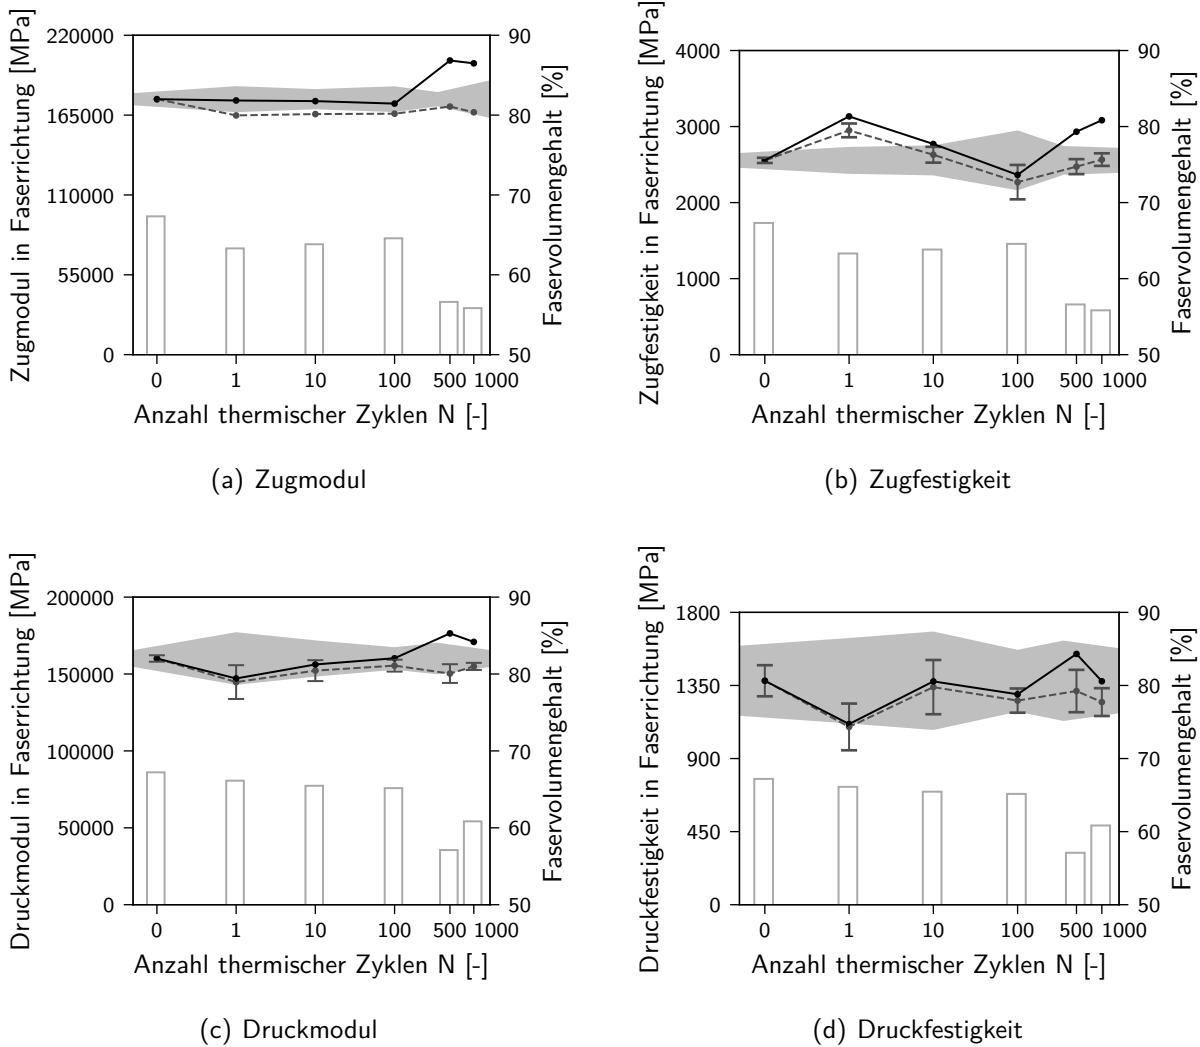 Zugmodul in Faserrichtung [MPa]
220000
165000
110000
55000
0
90
80
70
60
50
Faservolumengehalt [%]
0 1 10 100 500 1000
Anzahl thermischer Zyklen N [-]
(a) Zugmodul
Zugfestigkeit in Faserrichtung [MPa]
4000
3000
2000
1000
0
90
80
70
60
50
Faservolumengehalt [%]
0 1 10 100 500 1000
Anzahl thermischer Zyklen N [-]
(b) Zugfestigkeit
Druckmodul in Faserrichtung [MPa]
200000
150000
100000
50000
0
90
80
70
60
50
Faservolumengehalt [%]
0 1 10 100 500 1000
Anzahl thermischer Zyklen N [-]
(c) Druckmodul
Druckfestigkeit in Faserrichtung [MPa]
1800
1350
900
450
0
90
80
70
60
50
Faservolumengehalt [%]
0 1 10 100 500 1000
Anzahl thermischer Zyklen N [-]
(d) Druckfestigkeit